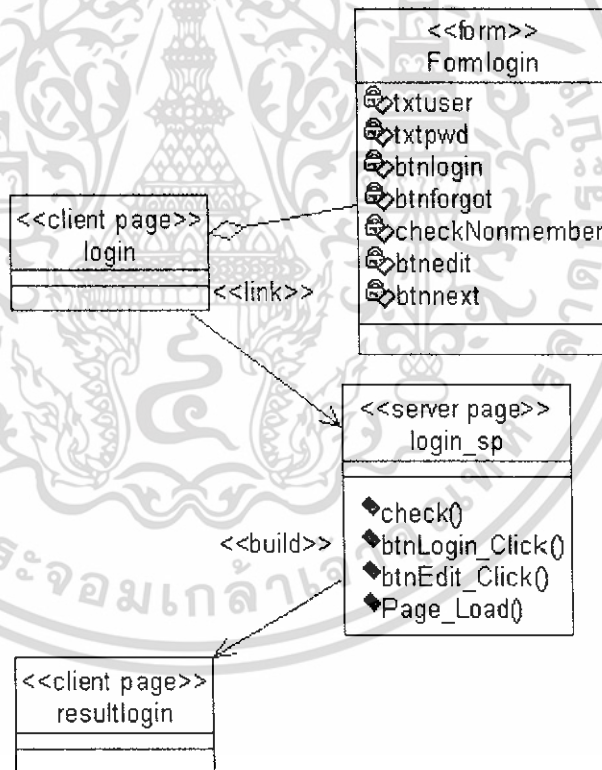 <<form>>
Formlogin
txtuser
txtpwd
btnlogin
btnforgot
checkNonmember
btnedit
btnnext
<<client page>>
login
<<link>>
<<server page>>
login_sp
check()
btnLogin_Click()
btnEdit_Click()
Page_Load()
<<build>>
<<client page>>
resultlogin